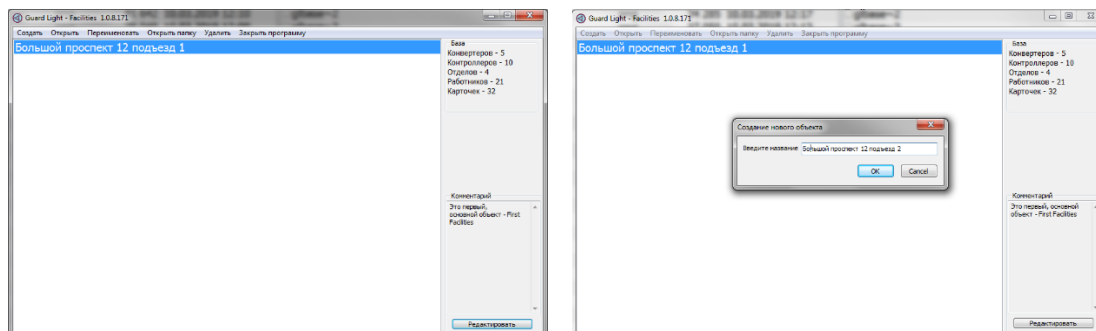 Guard Light - Facilities 1.0.8.171
Создать Открыть Переименовать Открыть папку Удалить Закрыть программу
Большой проспект 12 подъезд 1
База
Конвертеров - 5
Контроллеров - 10
Отделов - 4
Работников - 21
Карточек - 32
Комментарий
Это первый,
основной объект - First
Facilities
Редактировать
Guard Light - Facilities 1.0.8.171
Создать Открыть Переименовать Открыть папку Удалить Закрыть программу
Большой проспект 12 подъезд 1
База
Конвертеров - 5
Контроллеров - 10
Отделов - 4
Работников - 21
Карточек - 32
Создание нового объекта
Введите название Большой проспект 12 подъезд 2
OK Cancel
Комментарий
Это первый, основной
объект - First Facilities
Редактировать